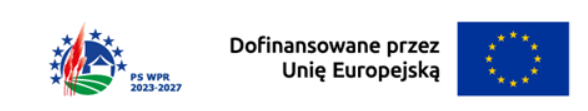 PS WPR
2023-2027
Dofinansowane przez
Unię Europejską